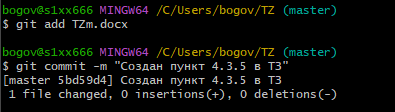 bogov@s1xx666 MINGW64 /C/Users/bogov/TZ (master)
$ git add TZm.docx

bogov@s1xx666 MINGW64 /C/Users/bogov/TZ (master)
$ git commit -m "Создан пункт 4.3.5 в ТЗ"
[master 5bd59d4] Создан пункт 4.3.5 в ТЗ
 1 file changed, 0 insertions(+), 0 deletions(-)